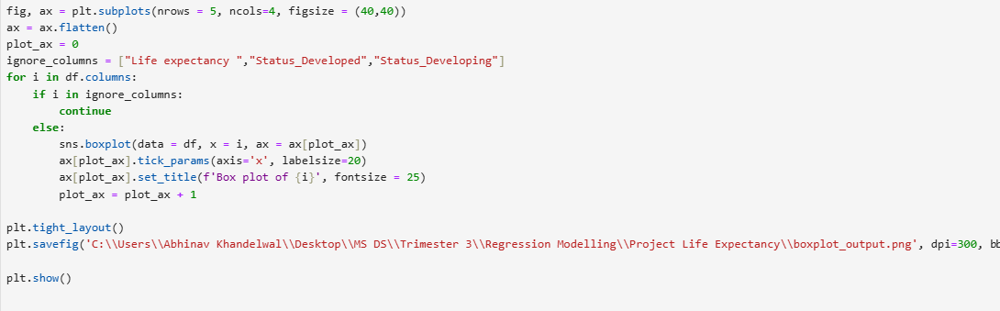 fig, ax = plt.subplots(nrows = 5, ncols=4, figsize = (40,40))
ax = ax.flatten()
plot_ax = 0
ignore_columns = ["Life expectancy ","Status_Developed","Status_Developing"]
for i in df.columns:
    if i in ignore_columns:
        continue
    else:
        sns.boxplot(data = df, x = i, ax = ax[plot_ax])
        ax[plot_ax].tick_params(axis='x', labelsize=20)
        ax[plot_ax].set_title(f'Box plot of {i}', fontsize = 25)
        plot_ax = plot_ax + 1
plt.tight_layout()
plt.savefig('C:\\Users\\Abhinav Khandelwal\\Desktop\\MS DS\\Trimester 3\\Regression Modelling\\Project Life Expectancy\\boxplot_output.png', dpi=300,
plt.show()